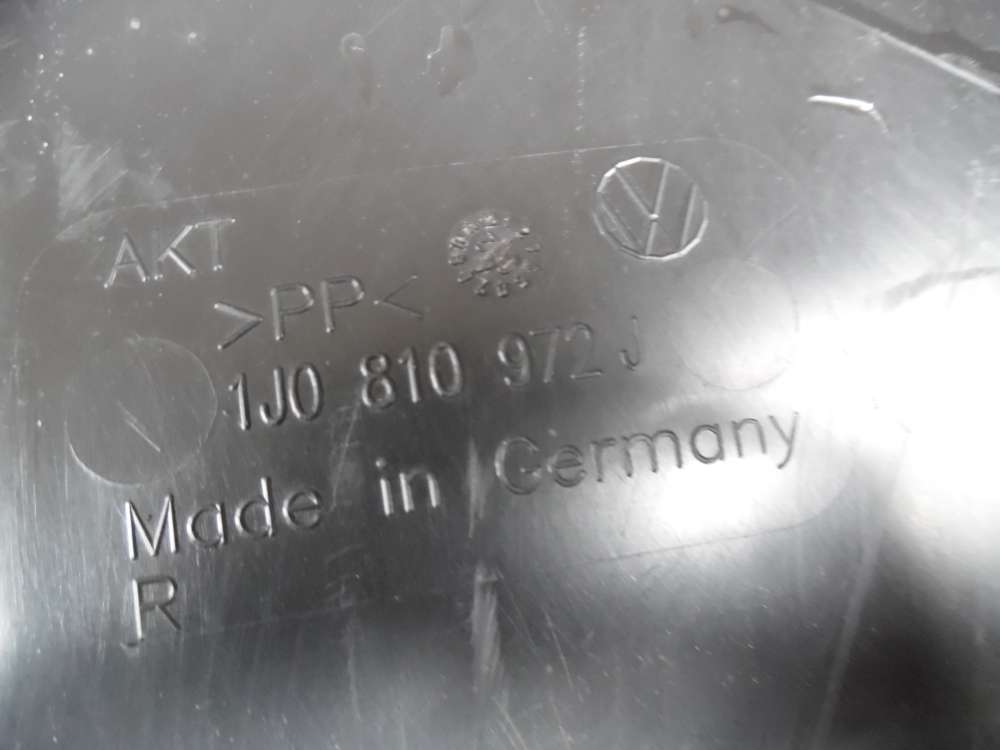 AKT
>PP<
1J0 810 972 J
Made in Germany
R